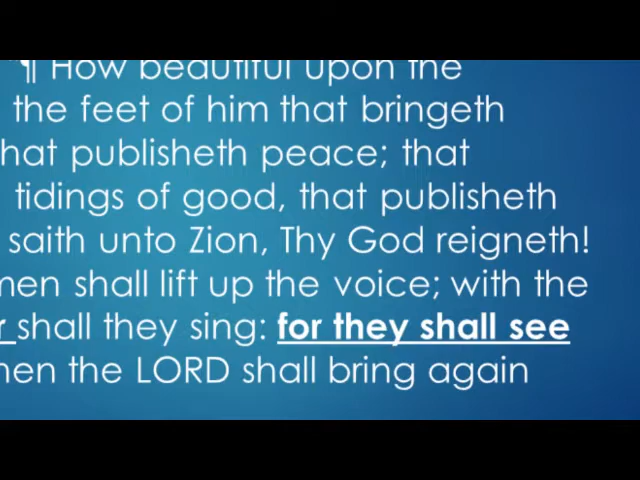 ¶ How beautiful upon the
the feet of him that bringeth
hat publisheth peace; that
tidings of good, that publisheth
saith unto Zion, Thy God reigneth!
men shall lift up the voice; with the
r shall they sing: for they shall see
hen the LORD shall bring again